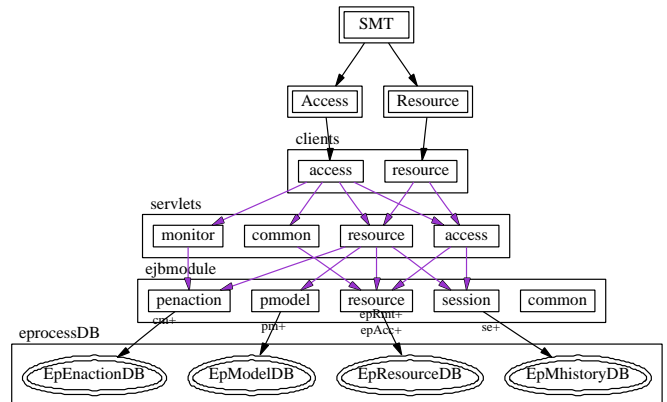 SMT
Access Resource
clients
access resource
servlets
monitor common resource access
ejbmodule
penaction pmodel resource session common
cm+ pm+ epRmt+ se+
epAcc+
eprocessDB
EpEnactionDB EpModelDB EpResourceDB EpMhistoryDB